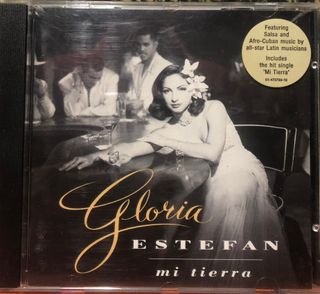 Featuring
Salsa and
Afro-Cuban music by
all-star Latin musicians
Includes
the hit single
'Mi Tierra'
Gloria
ESTEFAN
mi tierra